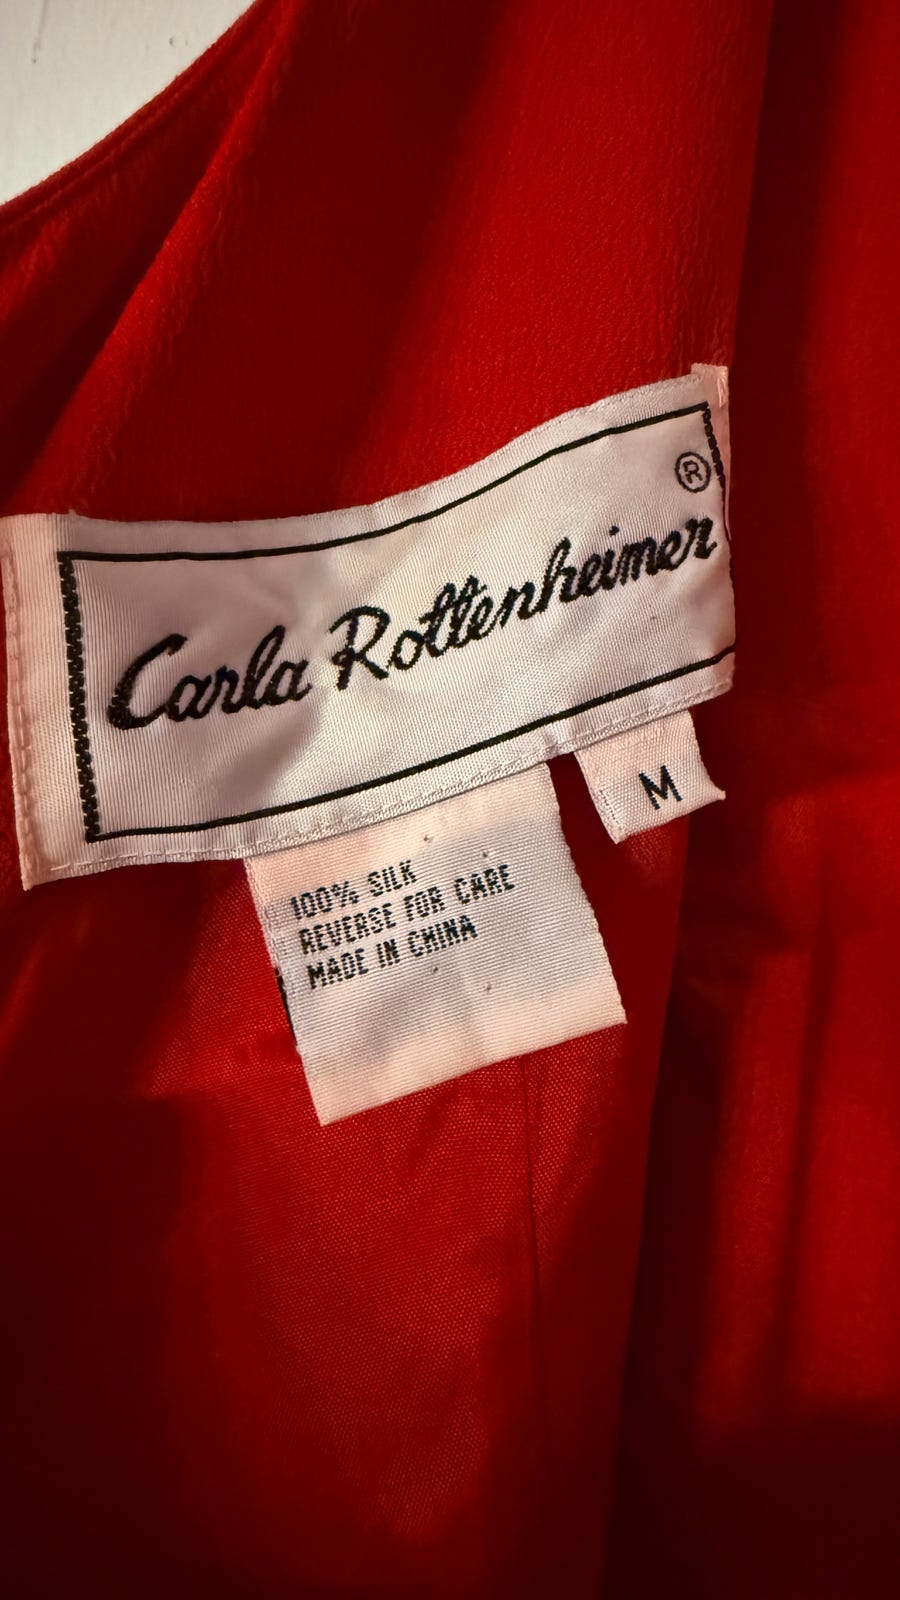 ®
Carla Rottenheimer
M
100% SILK
REVERSE FOR CARE
MADE IN CHINA